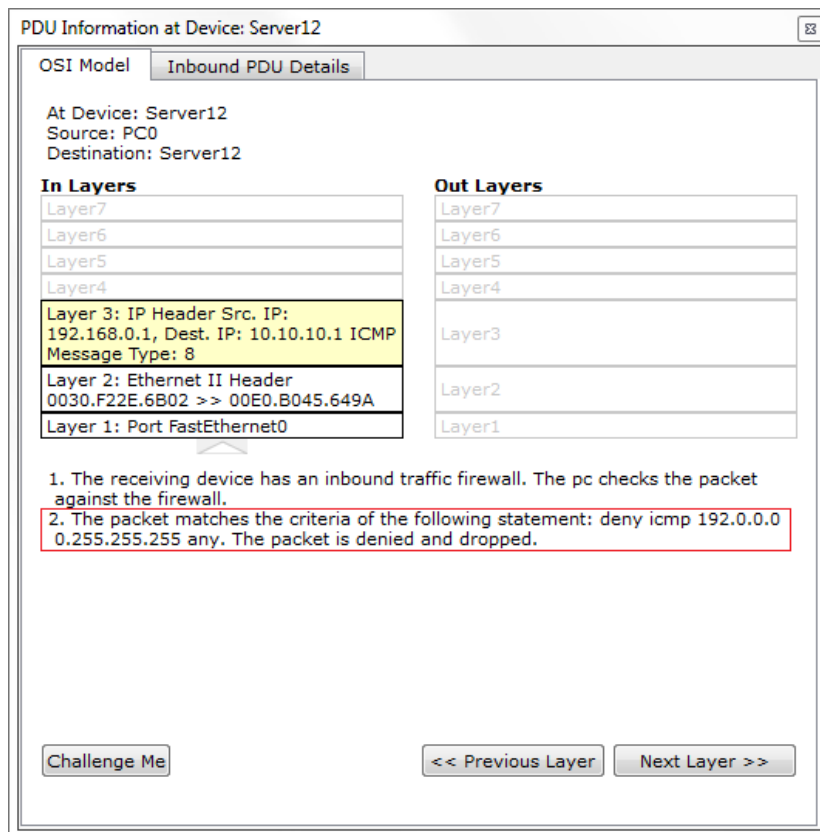 PDU Information at Device: Server12
OSI Model
Inbound PDU Details
At Device: Server12
Source: PC0
Destination: Server12
In Layers
Out Layers
Layer7
Layer7
Layer6
Layer6
Layer5
Layer5
Layer4
Layer4
Layer 3: IP Header Src. IP:
192.168.0.1, Dest. IP: 10.10.10.1 ICMP
Message Type: 8
Layer3
Layer 2: Ethernet II Header
0030.F22E.6B02 >> 00E0.B045.649A
Layer2
Layer 1: Port FastEthernet0
Layer1
1. The receiving device has an inbound traffic firewall. The pc checks the packet
against the firewall.
2. The packet matches the criteria of the following statement: deny icmp 192.0.0.0
0.255.255.255 any. The packet is denied and dropped.
Challenge Me
<< Previous Layer
Next Layer >>